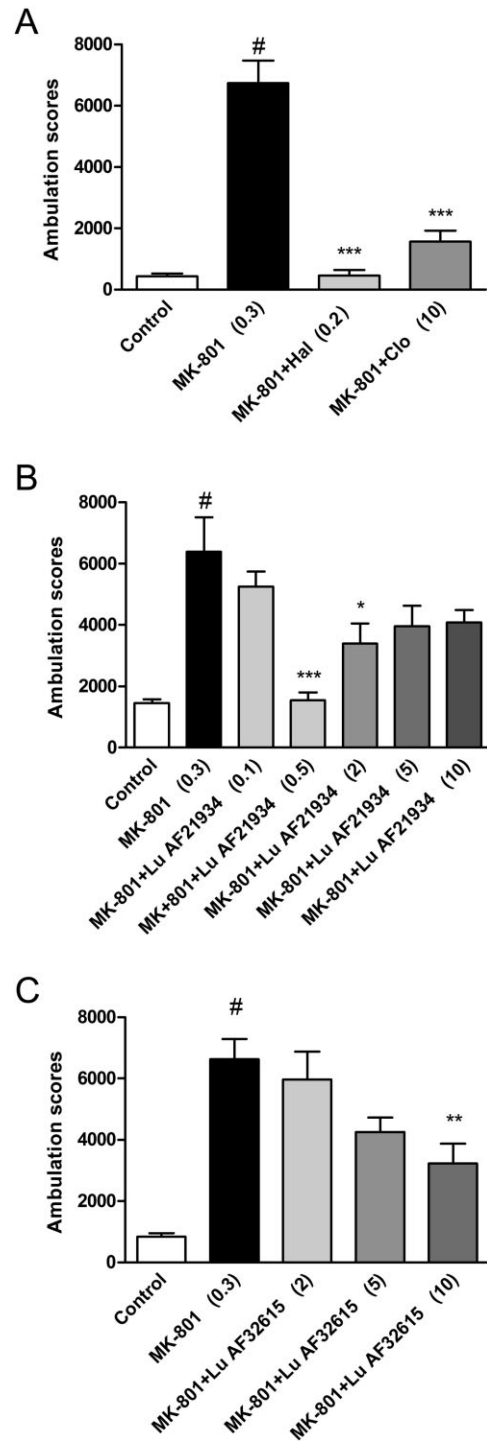 A
8000
6000
4000
2000
0
Ambulation scores
#
***
***
Control
MK-801 (0.3)
MK-801+Hal (0.2)
MK-801+Clo (10)
B
8000
6000
4000
2000
0
Ambulation scores
#
***
*
Control
MK-801 (0.3)
MK-801+Lu AF21934 (0.1)
MK+801+Lu AF21934 (0.5)
MK-801+Lu AF21934 (2)
MK-801+Lu AF21934 (5)
MK-801+Lu AF21934 (10)
C
8000
6000
4000
2000
0
Ambulation scores
#
**
Control
MK-801 (0.3)
MK-801+Lu AF32615 (2)
MK-801+Lu AF32615 (5)
MK-801+Lu AF32615 (10)